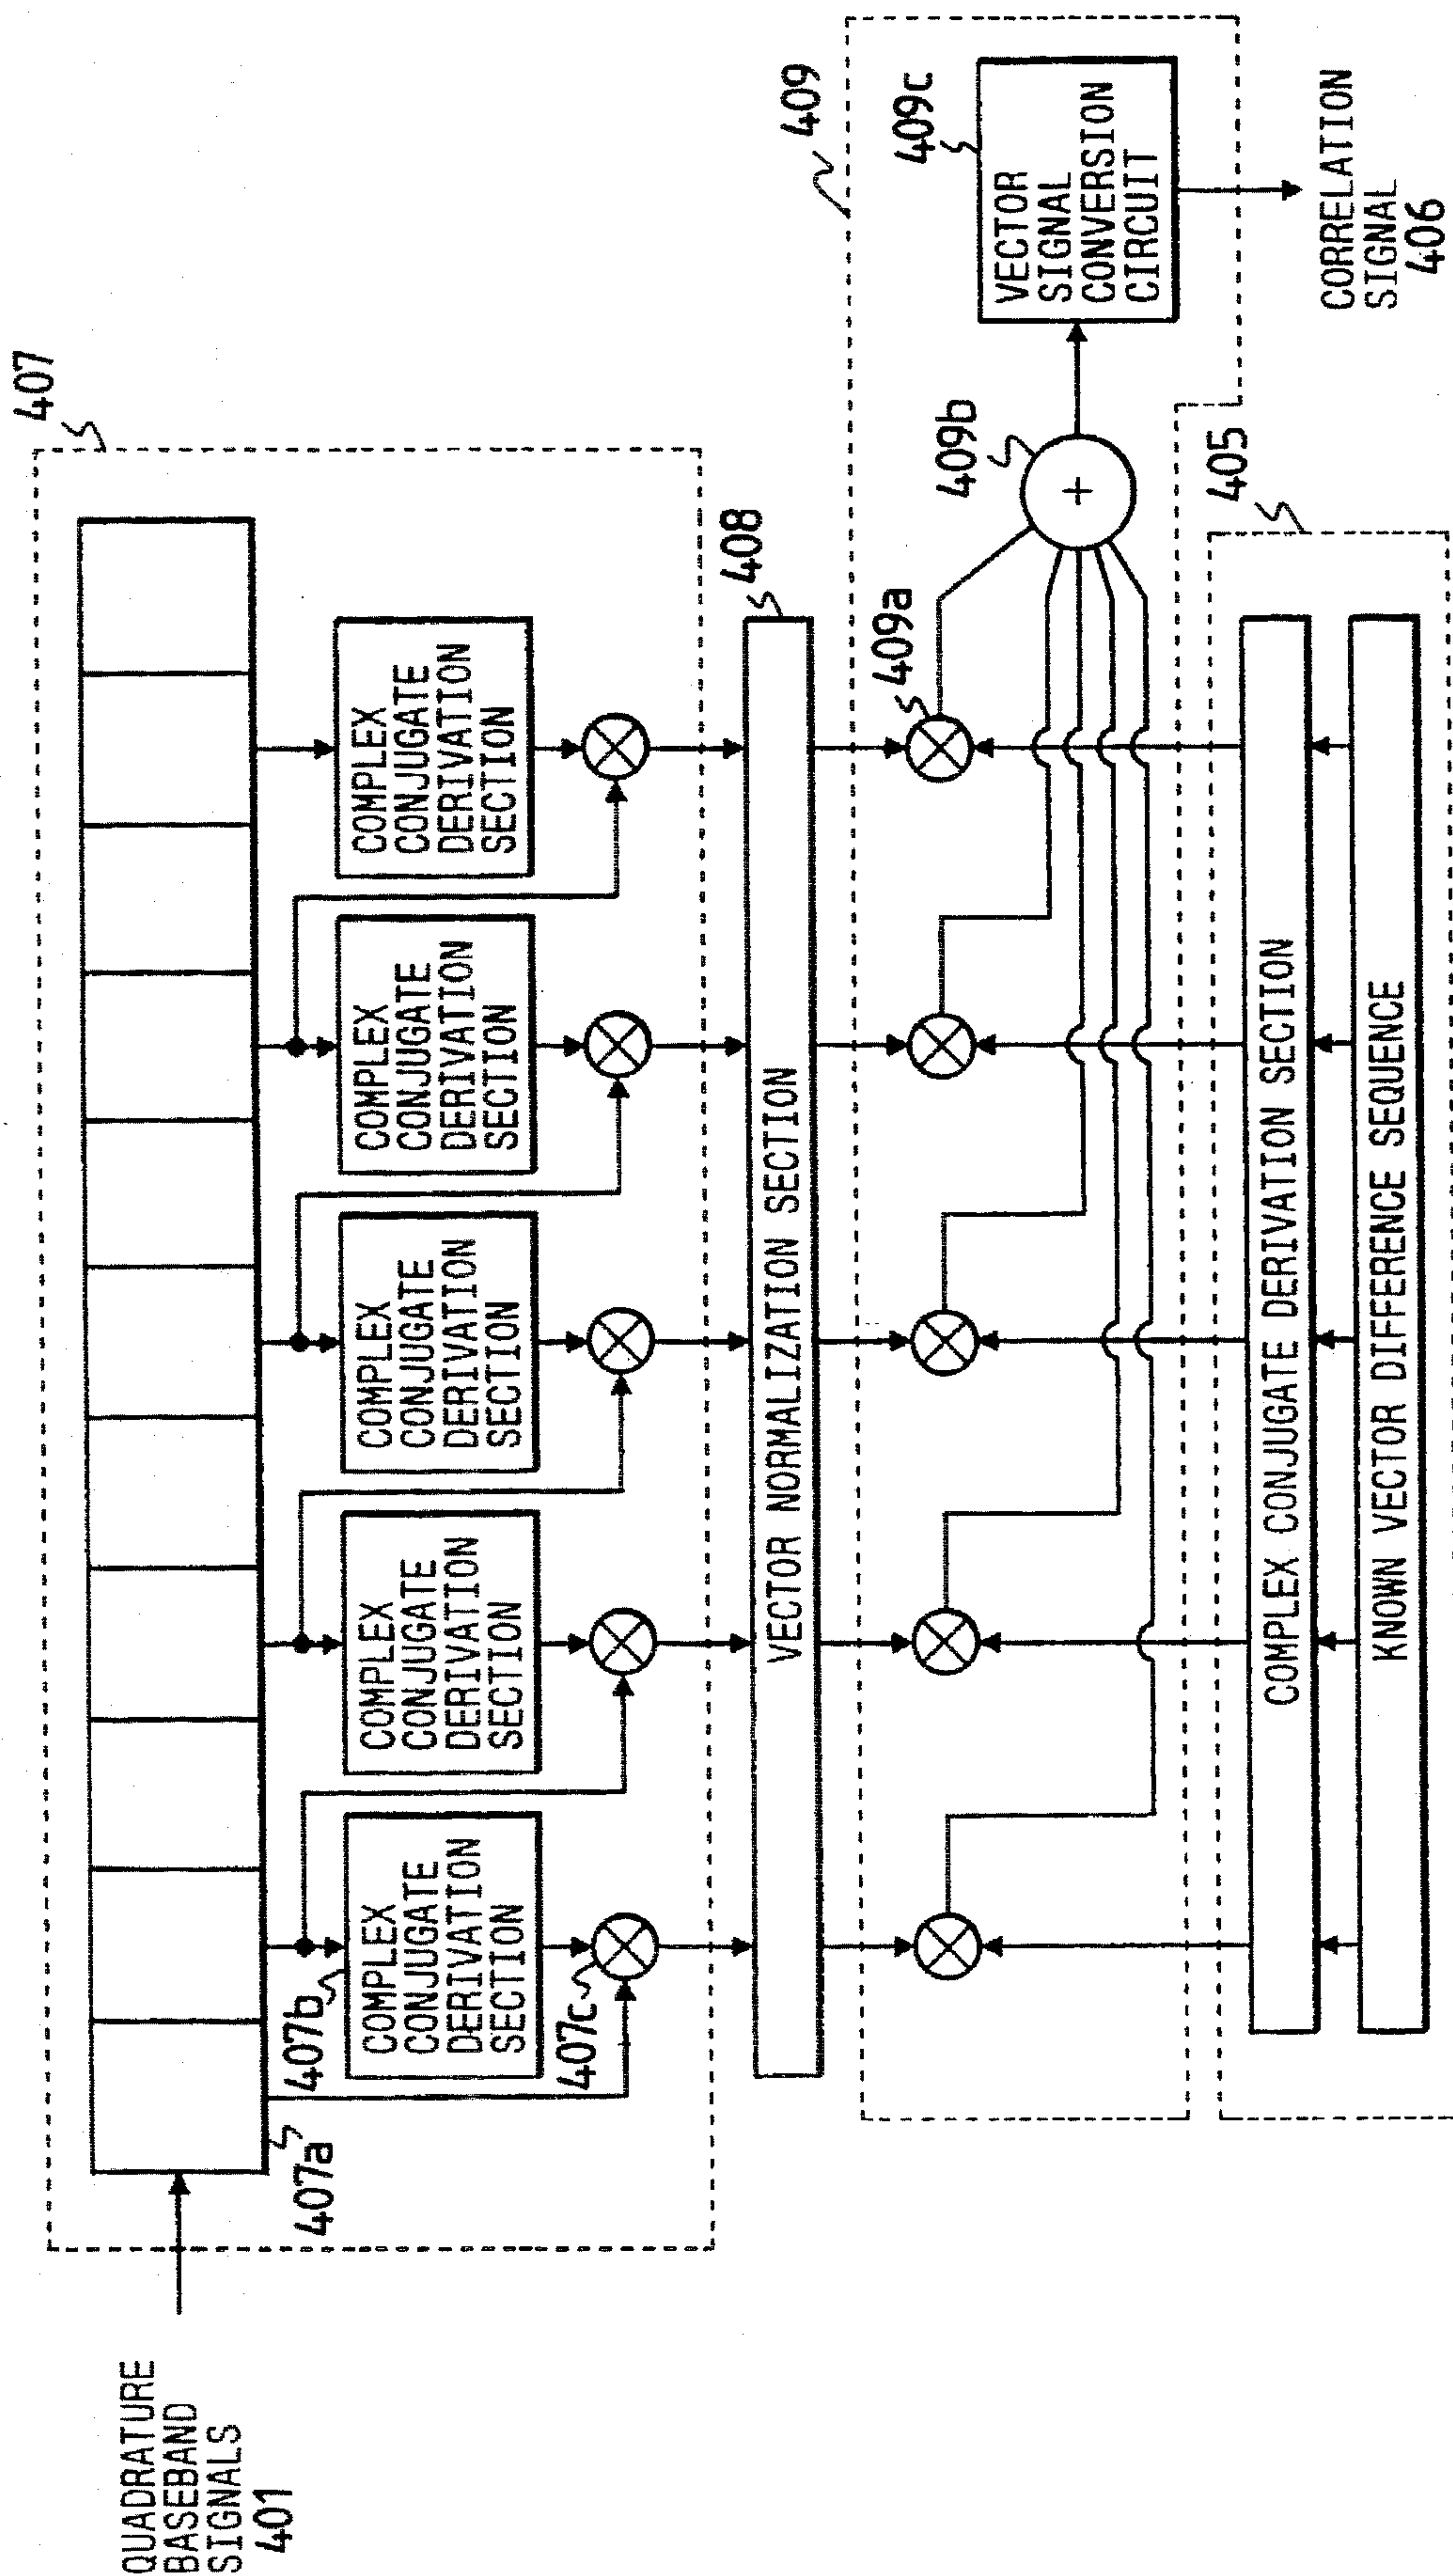 QUADRATURE
BASEBAND
SIGNALS
401
407
407a
407b
COMPLEX
CONJUGATE
DERIVATION
SECTION
COMPLEX
CONJUGATE
DERIVATION
SECTION
COMPLEX
CONJUGATE
DERIVATION
SECTION
COMPLEX
CONJUGATE
DERIVATION
SECTION
COMPLEX
CONJUGATE
DERIVATION
SECTION
407c
408
VECTOR NORMALIZATION SECTION
409
409a
+
409b
409c
VECTOR
SIGNAL
CONVERSION
CIRCUIT
405
COMPLEX CONJUGATE DERIVATION SECTION
KNOWN VECTOR DIFFERENCE SEQUENCE
CORRELATION
SIGNAL
406